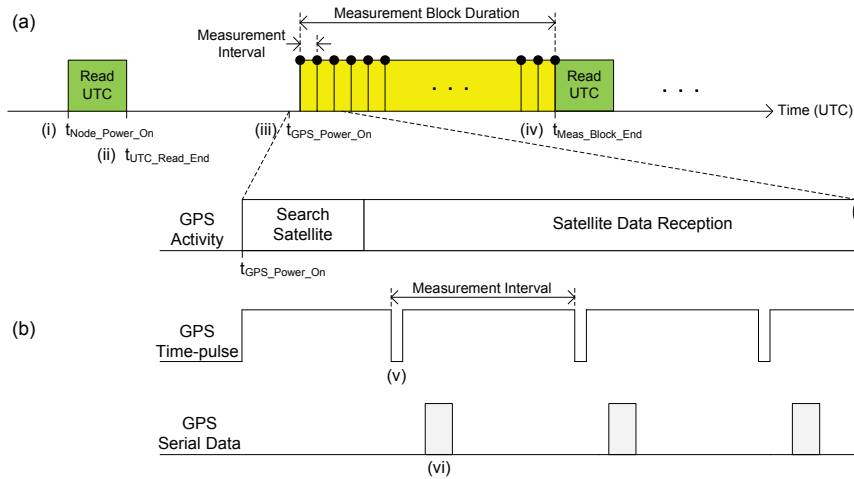 (a)
Measurement Block Duration
Measurement
Interval
Read
UTC
. . .
Read
UTC
. . .
Time (UTC)
(i) tNode_Power_On
(ii) tUTC_Read_End
(iii) tGPS_Power_On
(iv) tMeas_Block_End
GPS
Activity
Search
Satellite
Satellite Data Reception
tGPS_Power_On
(b)
Measurement Interval
GPS
Time-pulse
(v)
GPS
Serial Data
(vi)